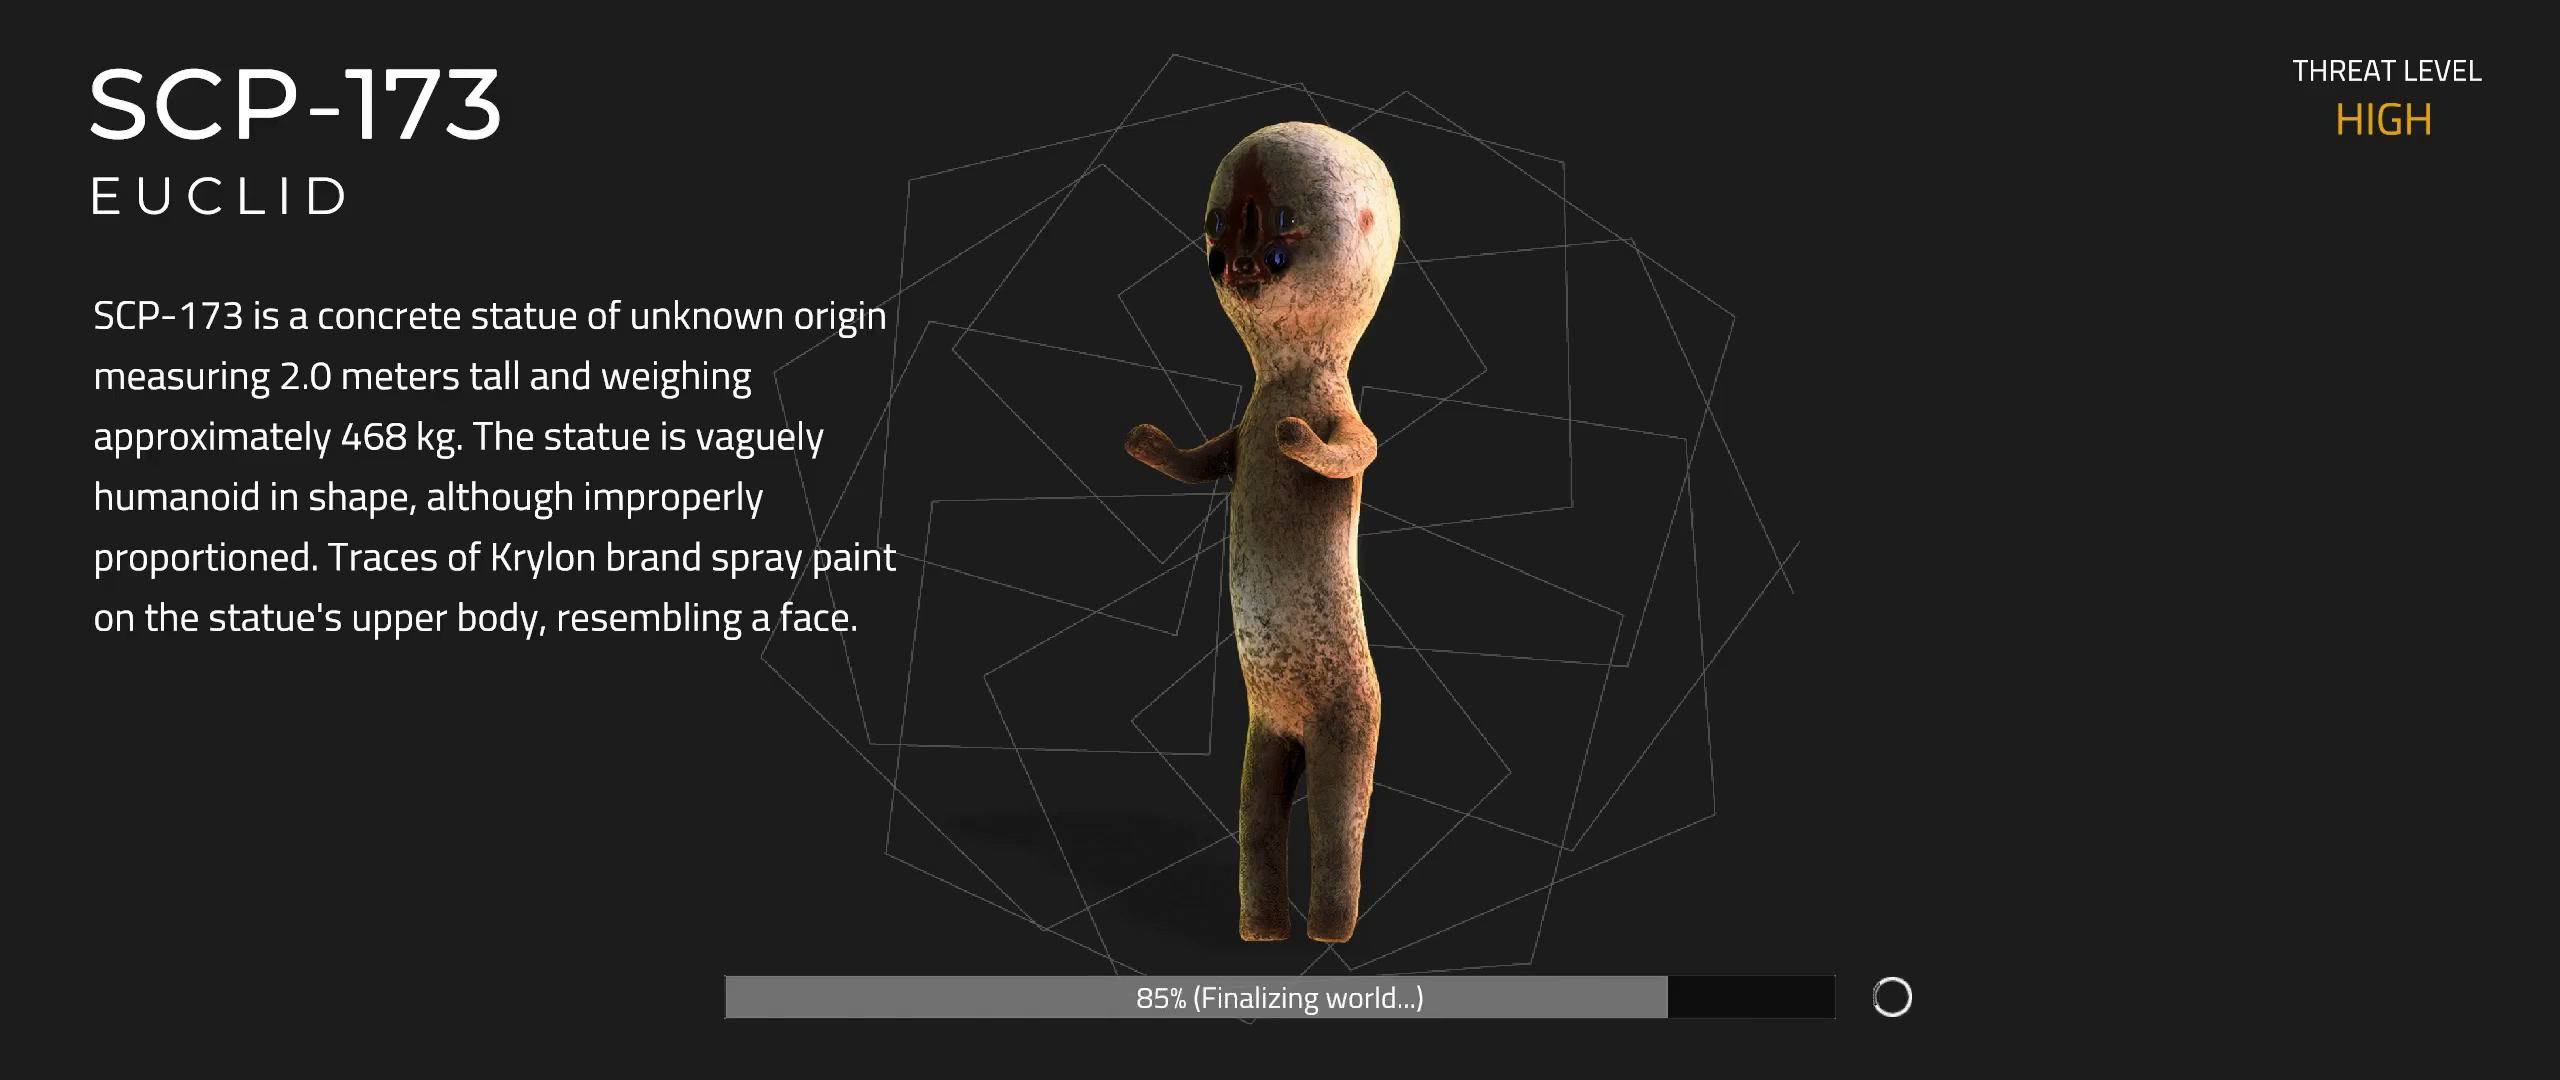 SCP-173
EUCLID
THREAT LEVEL
HIGH
SCP-173 is a concrete statue of unknown origin
measuring 2.0 meters tall and weighing
approximately 468 kg. The statue is vaguely
humanoid in shape, although improperly
proportioned. Traces of Krylon brand spray paint
on the statue's upper body, resembling a face.
85% (Finalizing world...)